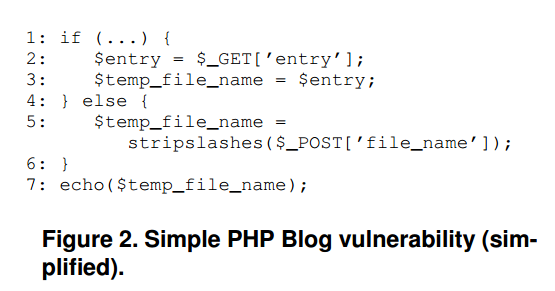 1: if (...) {
2:    $entry = $_GET['entry'];
3:    $temp_file_name = $entry;
4: } else {
5:    $temp_file_name =
         stripslashes($_POST['file_name']);
6: }
7: echo($temp_file_name);
Figure 2. Simple PHP Blog vulnerability (sim-
plified).